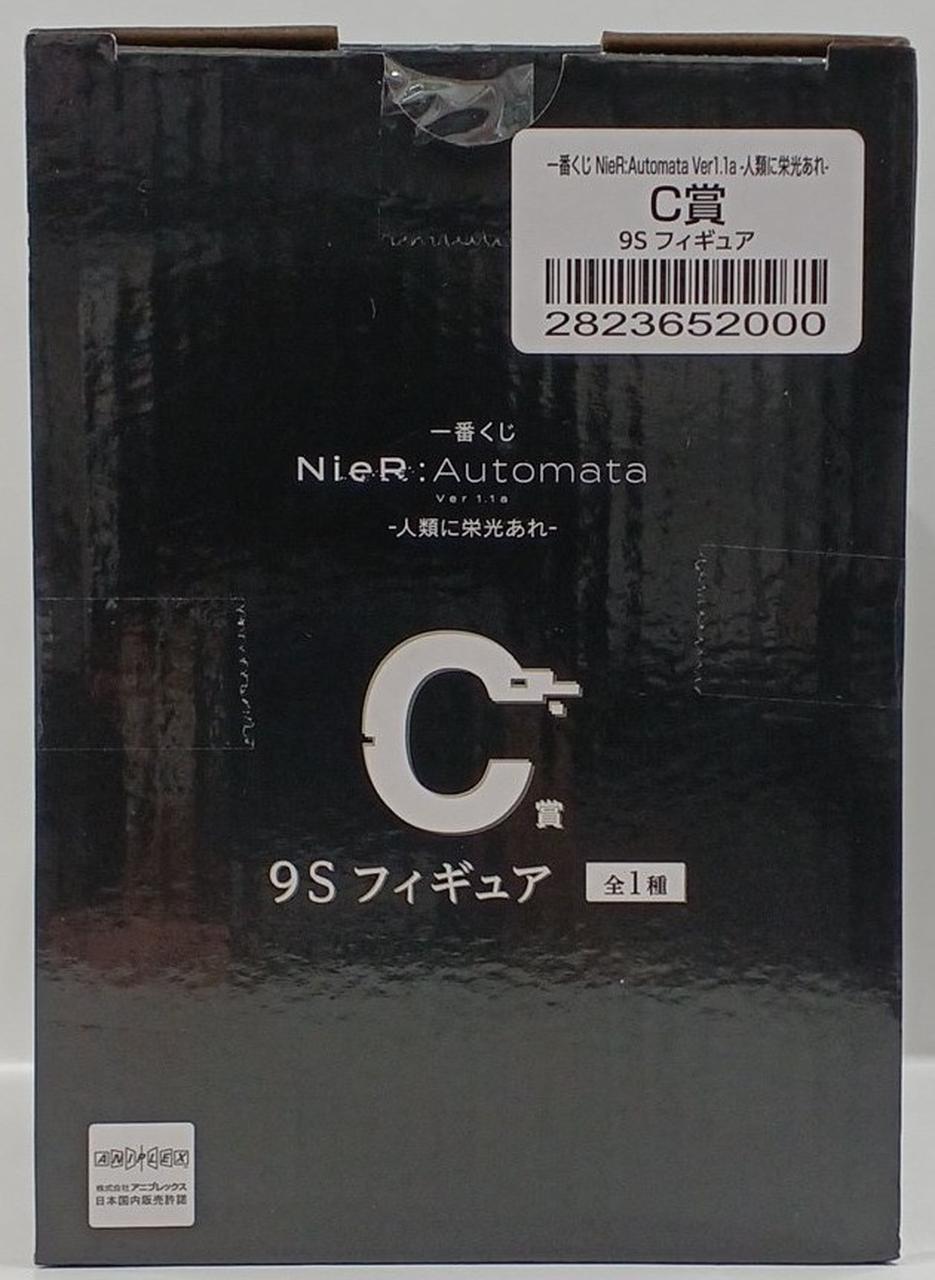 一番くじ NieR:Automata Ver1.1a -人類に栄光あれ-
C賞
9S フィギュア
2823652000
一番くじ
NieR:Automata
Ver 1.1a
-人類に栄光あれ-
C賞
9S フィギュア 全1種
ANIPLEX
株式会社アニプレックス
日本国内販売許諾